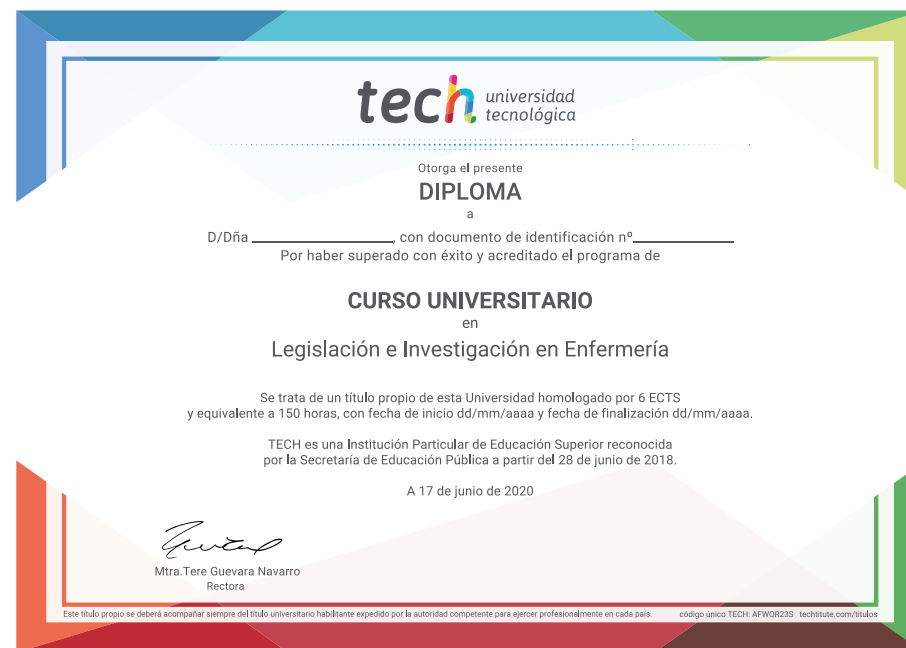 tech universidad
tecnológica
Otorga el presente
DIPLOMA
a
D/Dña ____________________, con documento de identificación nº______________
Por haber superado con éxito y acreditado el programa de
CURSO UNIVERSITARIO
en
Legislación e Investigación en Enfermería
Se trata de un título propio de esta Universidad homologado por 6 ECTS
y equivalente a 150 horas, con fecha de inicio dd/mm/aaaa y fecha de finalización dd/mm/aaaa.
TECH es una Institución Particular de Educación Superior reconocida
por la Secretaría de Educación Pública a partir del 28 de junio de 2018.
A 17 de junio de 2020
Mtra.Tere Guevara Navarro
Rectora
Este título propio se deberá acompañar siempre del título universitario habilitante expedido por la autoridad competente para ejercer profesionalmente en cada país. código único TECH: AFWOR23S techtitute.com/titulos